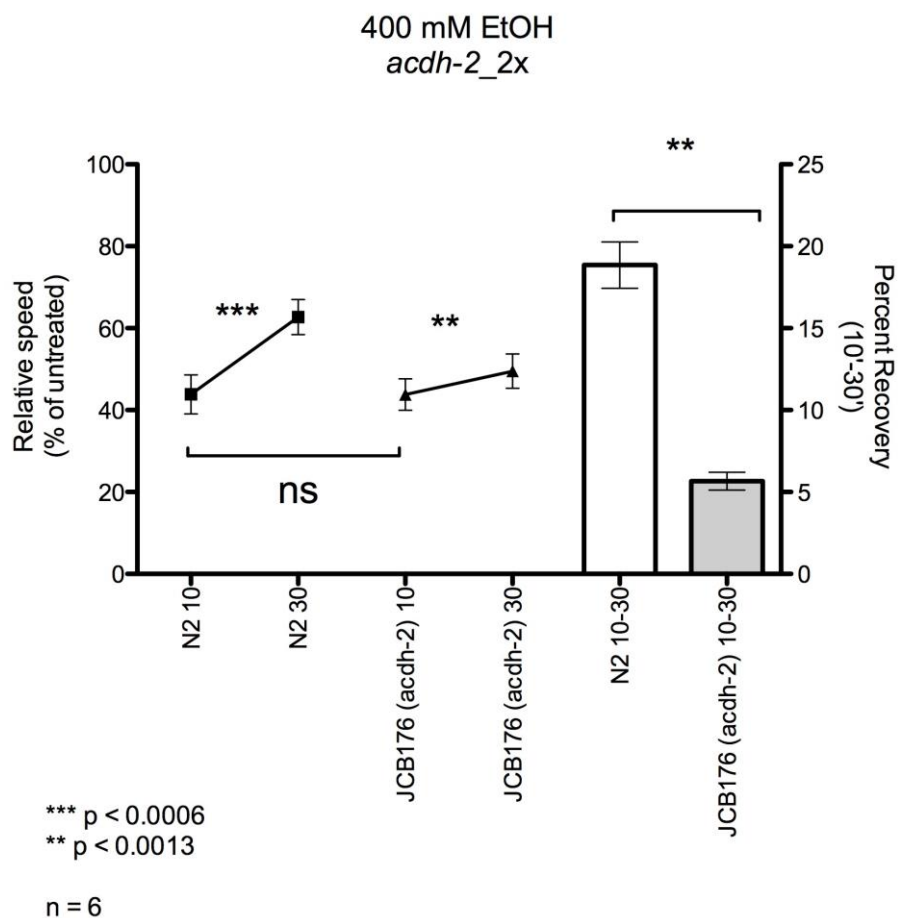 400 mM EtOH
acdh-2_2x
**
100
80
60
40
20
0
Relative speed
(% of untreated)
***
**
ns
25
20
15
10
5
0
Percent Recovery
(10'-30')
N2 10
N2 30
JCB176 (acdh-2) 10
JCB176 (acdh-2) 30
N2 10-30
JCB176 (acdh-2) 10-30
*** p < 0.0006
** p < 0.0013
n = 6